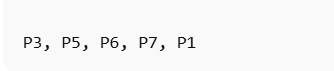 P3, P5, P6, P7, P1